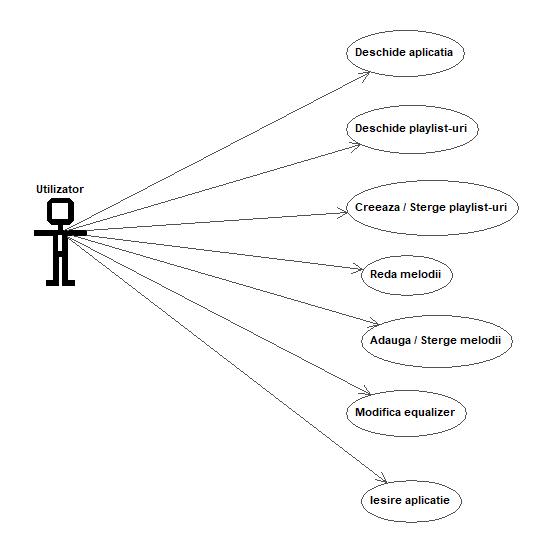 Deschide aplicatia
Deschide playlist-uri
Utilizator
Creeaza / Sterge playlist-uri
Reda melodii
Adauga / Sterge melodii
Modifica equalizer
Iesire aplicatie